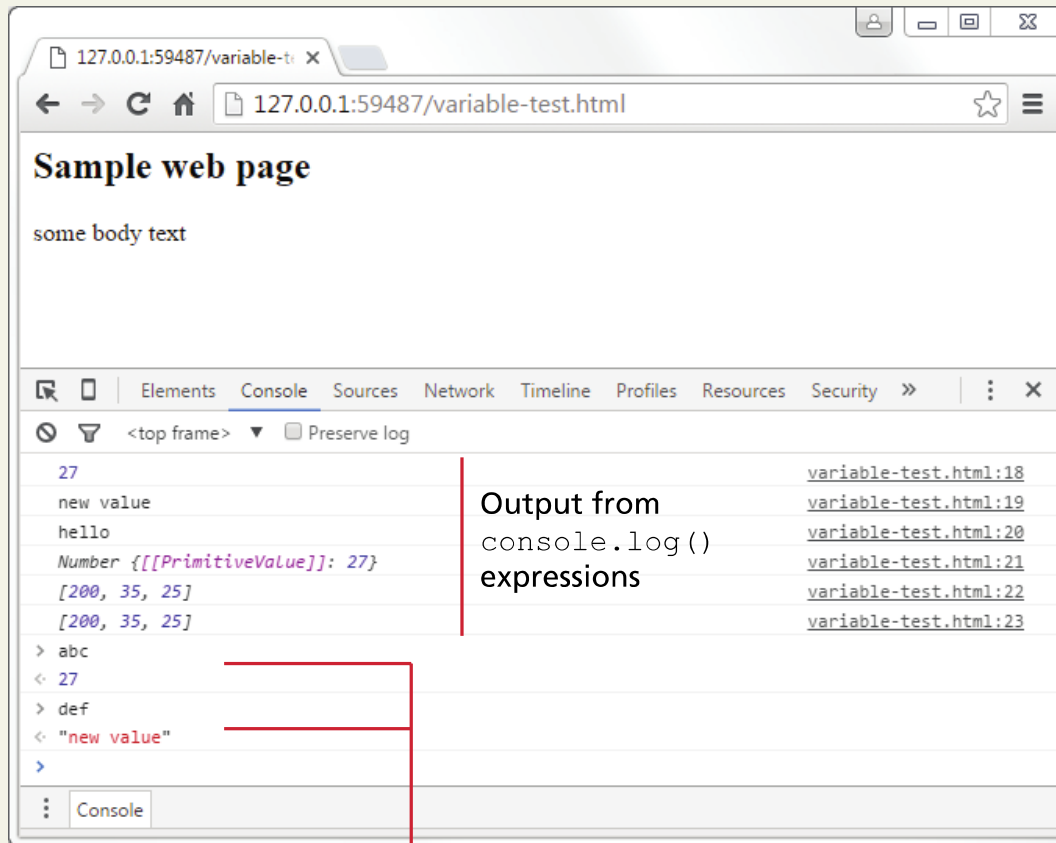 127.0.0.1:59487/variable-t
127.0.0.1:59487/variable-test.html
Sample web page
some body text
Elements Console Sources Network Timeline Profiles Resources Security »
<top frame> ▼ Preserve log
27 variable-test.html:18
new value variable-test.html:19
hello variable-test.html:20
Number {[[PrimitiveValue]]: 27} variable-test.html:21
[200, 35, 25] variable-test.html:22
[200, 35, 25] variable-test.html:23
Output from
console.log()
expressions
> abc
27
> def
"new value"
>
Console